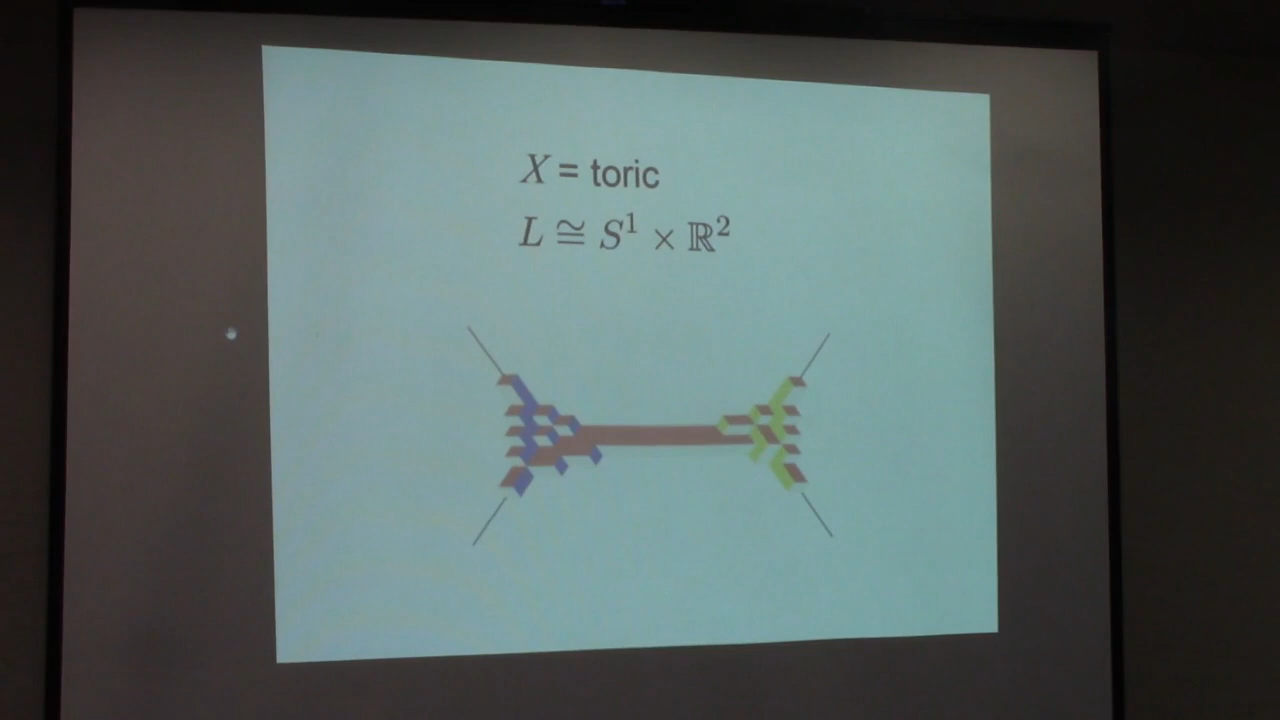 X = toric
L ≅ S¹ × ℝ²